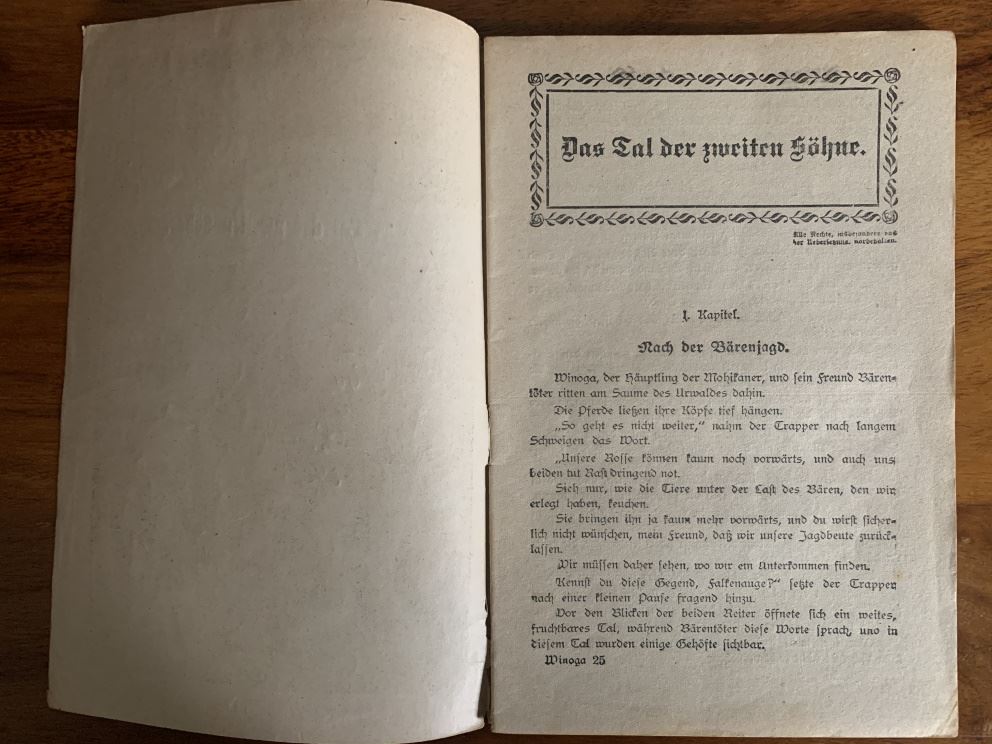 Das Tal der zweiten Söhne.
Alle Rechte, insbesondere das
der Uebersetzung, vorbehalten.
1. Kapitel.
Nach der Bärenjagd.
Winoga, der Häuptling der Mohikaner, und sein Freund Bären-
töter ritten am Saume des Urwaldes dahin.
Die Pferde ließen ihre Köpfe tief hängen.
„So geht es nicht weiter,“ nahm der Trapper nach langem
Schweigen das Wort.
„Unsere Rosse können kaum noch vorwärts, und auch uns
beiden tut Rast dringend not.
Sieh nur, wie die Tiere unter der Last des Bären, den wir
erlegt haben, keuchen.
Sie bringen ihn ja kaum mehr vorwärts, und du wirst sicher-
lich nicht wünschen, mein Freund, daß wir unsere Jagdbeute zurück-
lassen.
Wir müssen daher sehen, wo wir ein Unterkommen finden.
Kennst du diese Gegend, Falkenauge?“ setzte der Trapper
nach einer kleinen Pause fragend hinzu.
Vor den Blicken der beiden Reiter öffnete sich ein weites,
fruchtbares Tal, während Bärentöter diese Worte sprach, und in
diesem Tal wurden einige Gehöfte sichtbar.
Winoga 25